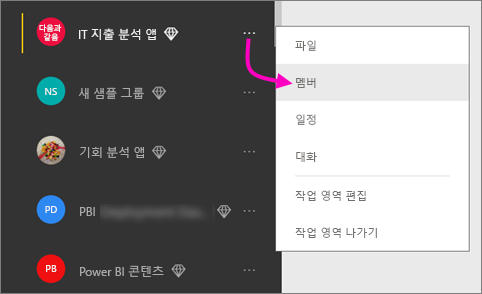 다음과
같음
IT 지출 분석 앱
NS
새 샘플 그룹
기회 분석 앱
PD
PBI
PB
Power BI 콘텐츠
파일
멤버
일정
대화
작업 영역 편집
작업 영역 나가기